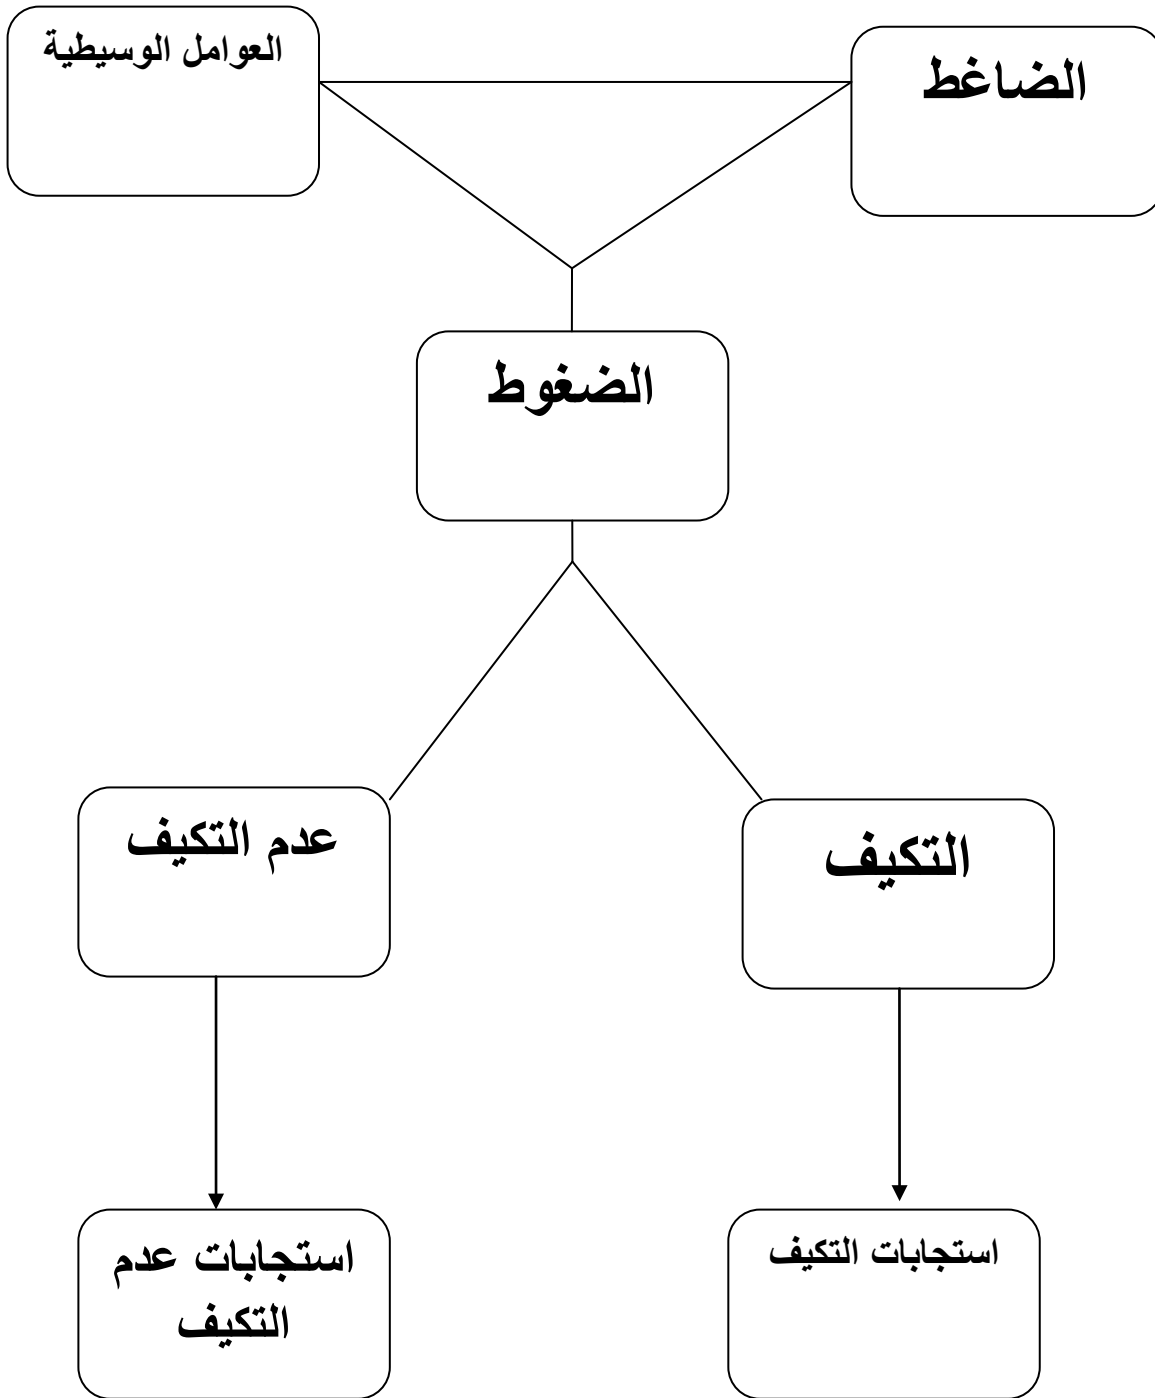 الضاغط
العوامل الوسيطية
الضغوط
التكيف
عدم التكيف
استجابات التكيف
استجابات عدم
التكيف